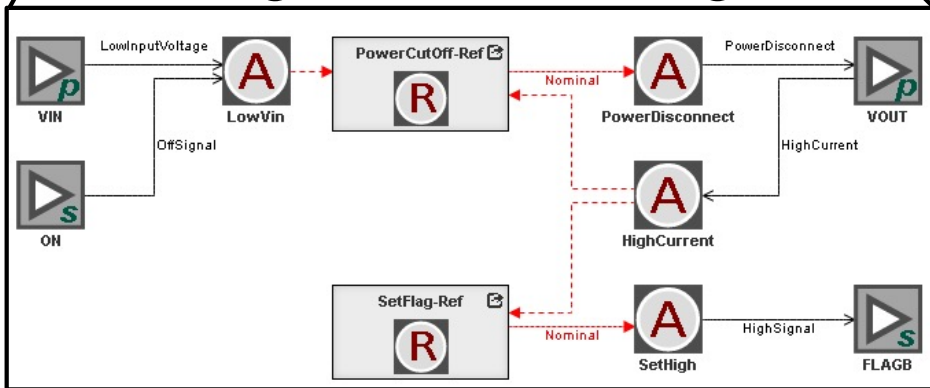 LowInputVoltage
A
PowerCutOff-Ref
R
Nominal
A
PowerDisconnect
p
VIN
LowVin
PowerDisconnect
p
VOUT
OffSignal
HighCurrent
s
ON
A
HighCurrent
SetFlag-Ref
R
Nominal
A
SetHigh
HighSignal
s
FLAGB